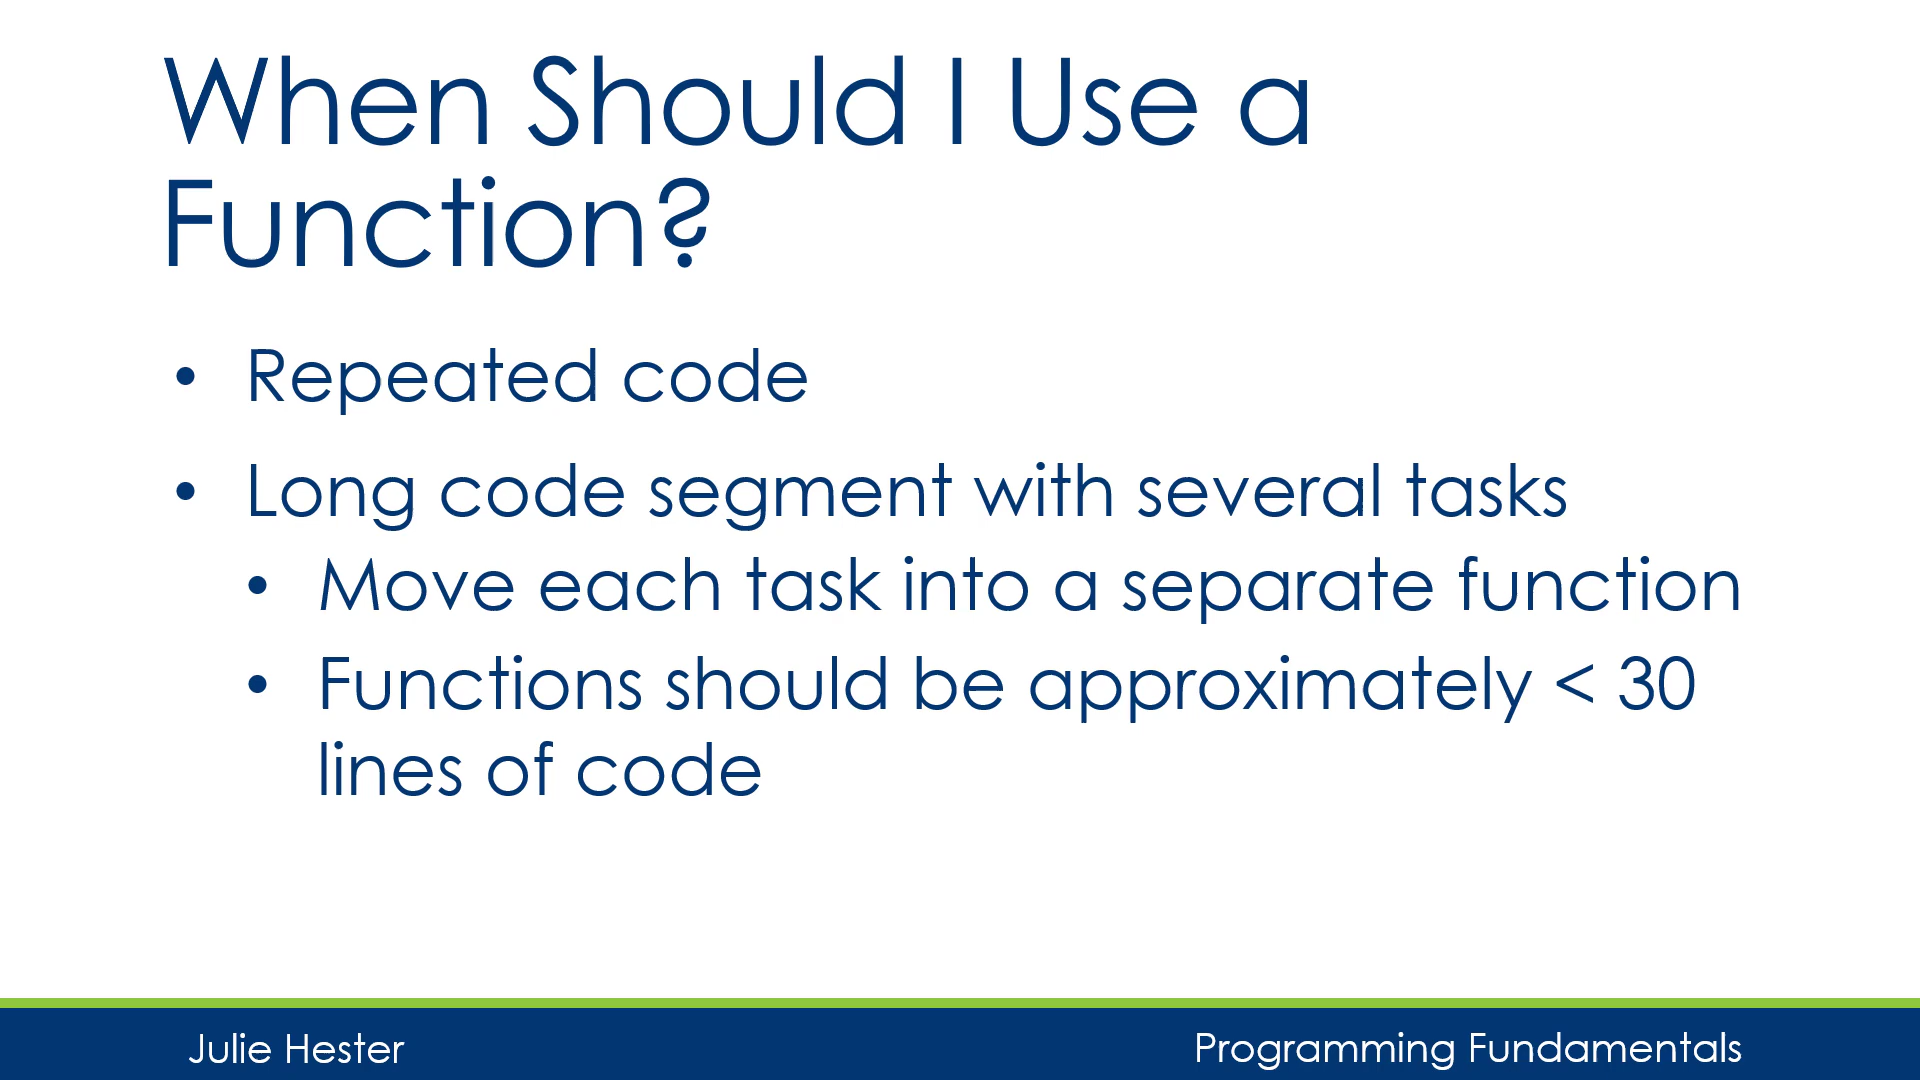 When Should I Use a
Function?
• Repeated code
• Long code segment with several tasks
• Move each task into a separate function
• Functions should be approximately < 30
lines of code
Julie Hester
Programming Fundamentals